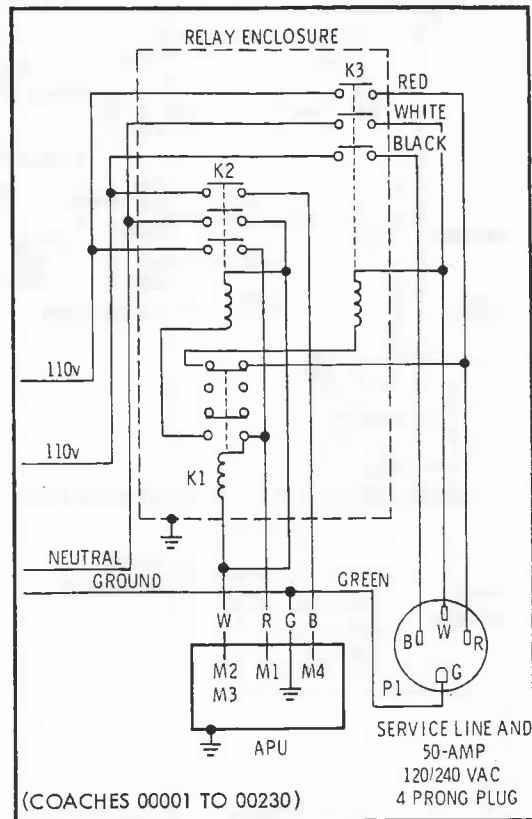 RELAY ENCLOSURE
K3
RED
WHITE
BLACK
K2
110v
110v
K1
NEUTRAL
GROUND
GREEN
W R G B
M2 M1 M4
M3
APU
B W R
G
P1
SERVICE LINE AND
50-AMP
120/240 VAC
4 PRONG PLUG
(COACHES 00001 TO 00230)